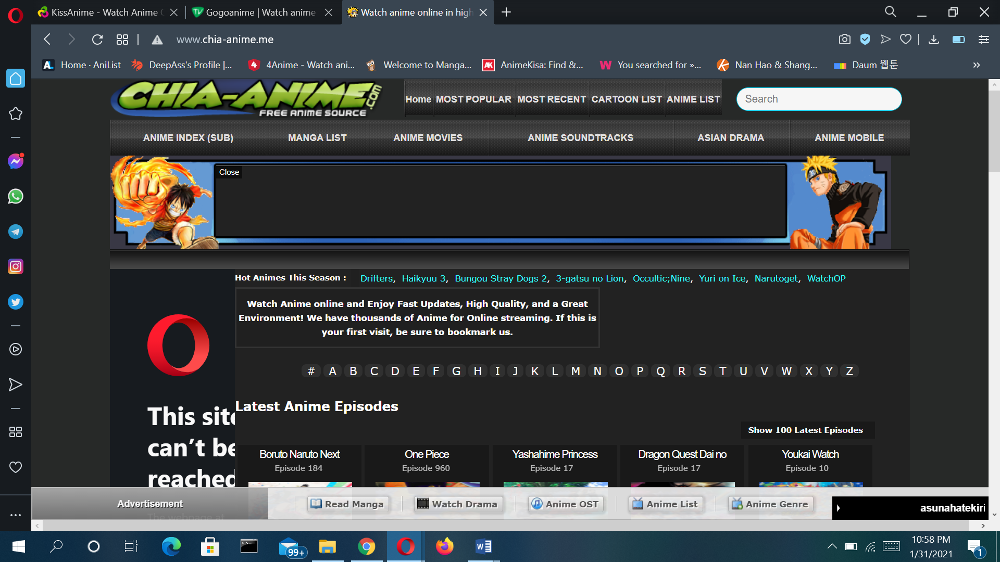 KissAnime - Watch Anime
Gogoanime | Watch anime
Watch anime online in high
www.chia-anime.me
Home · AniList
DeepAss's Profile |...
4Anime - Watch ani...
Welcome to Manga...
AnimeKisa: Find &...
You searched for »...
Nan Hao & Shang...
Daum 웹툰
CHIA-ANIME.com
FREE ANIME SOURCE
Home
MOST POPULAR
MOST RECENT
CARTOON LIST
ANIME LIST
Search
ANIME INDEX (SUB)
MANGA LIST
ANIME MOVIES
ANIME SOUNDTRACKS
ASIAN DRAMA
ANIME MOBILE
Close
Hot Animes This Season : Drifters, Haikyuu 3, Bungou Stray Dogs 2, 3-gatsu no Lion, Occultic;Nine, Yuri on Ice, Narutoget, WatchOP
Watch Anime online and Enjoy Fast Updates, High Quality, and a Great
Environment! We have thousands of Anime for Online streaming. If this is
your first visit, be sure to bookmark us.
# A B C D E F G H I J K L M N O P Q R S T U V W X Y Z
Latest Anime Episodes
This site
can't be
reached
The webpage at
Show 100 Latest Episodes
Boruto Naruto Next
Episode 184
One Piece
Episode 960
Yashahime Princess
Episode 17
Dragon Quest Dai no
Episode 17
Youkai Watch
Episode 10
Advertisement
Read Manga
Watch Drama
Anime OST
Anime List
Anime Genre
asunahatekiri
99+
10:58 PM
1/31/2021
1